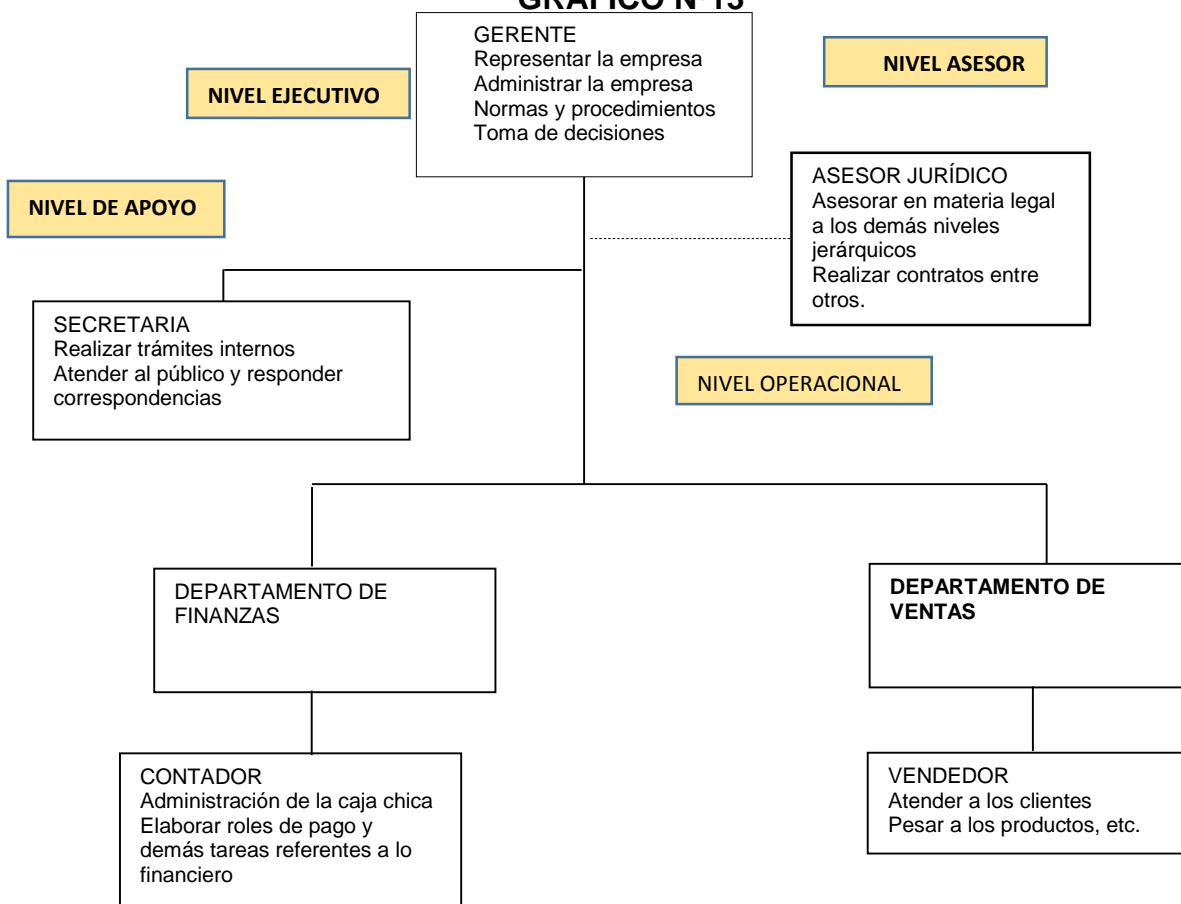 GRÁFICO N°13
GERENTE
Representar la empresa
Administrar la empresa
Normas y procedimientos
Toma de decisiones
NIVEL ASESOR
NIVEL EJECUTIVO
ASESOR JURÍDICO
Asesorar en materia legal
a los demás niveles
jerárquicos
Realizar contratos entre
otros.
NIVEL DE APOYO
SECRETARIA
Realizar trámites internos
Atender al público y responder
correspondencias
NIVEL OPERACIONAL
DEPARTAMENTO DE
FINANZAS
DEPARTAMENTO DE
VENTAS
CONTADOR
Administración de la caja chica
Elaborar roles de pago y
demás tareas referentes a lo
financiero
VENDEDOR
Atender a los clientes
Pesar a los productos, etc.